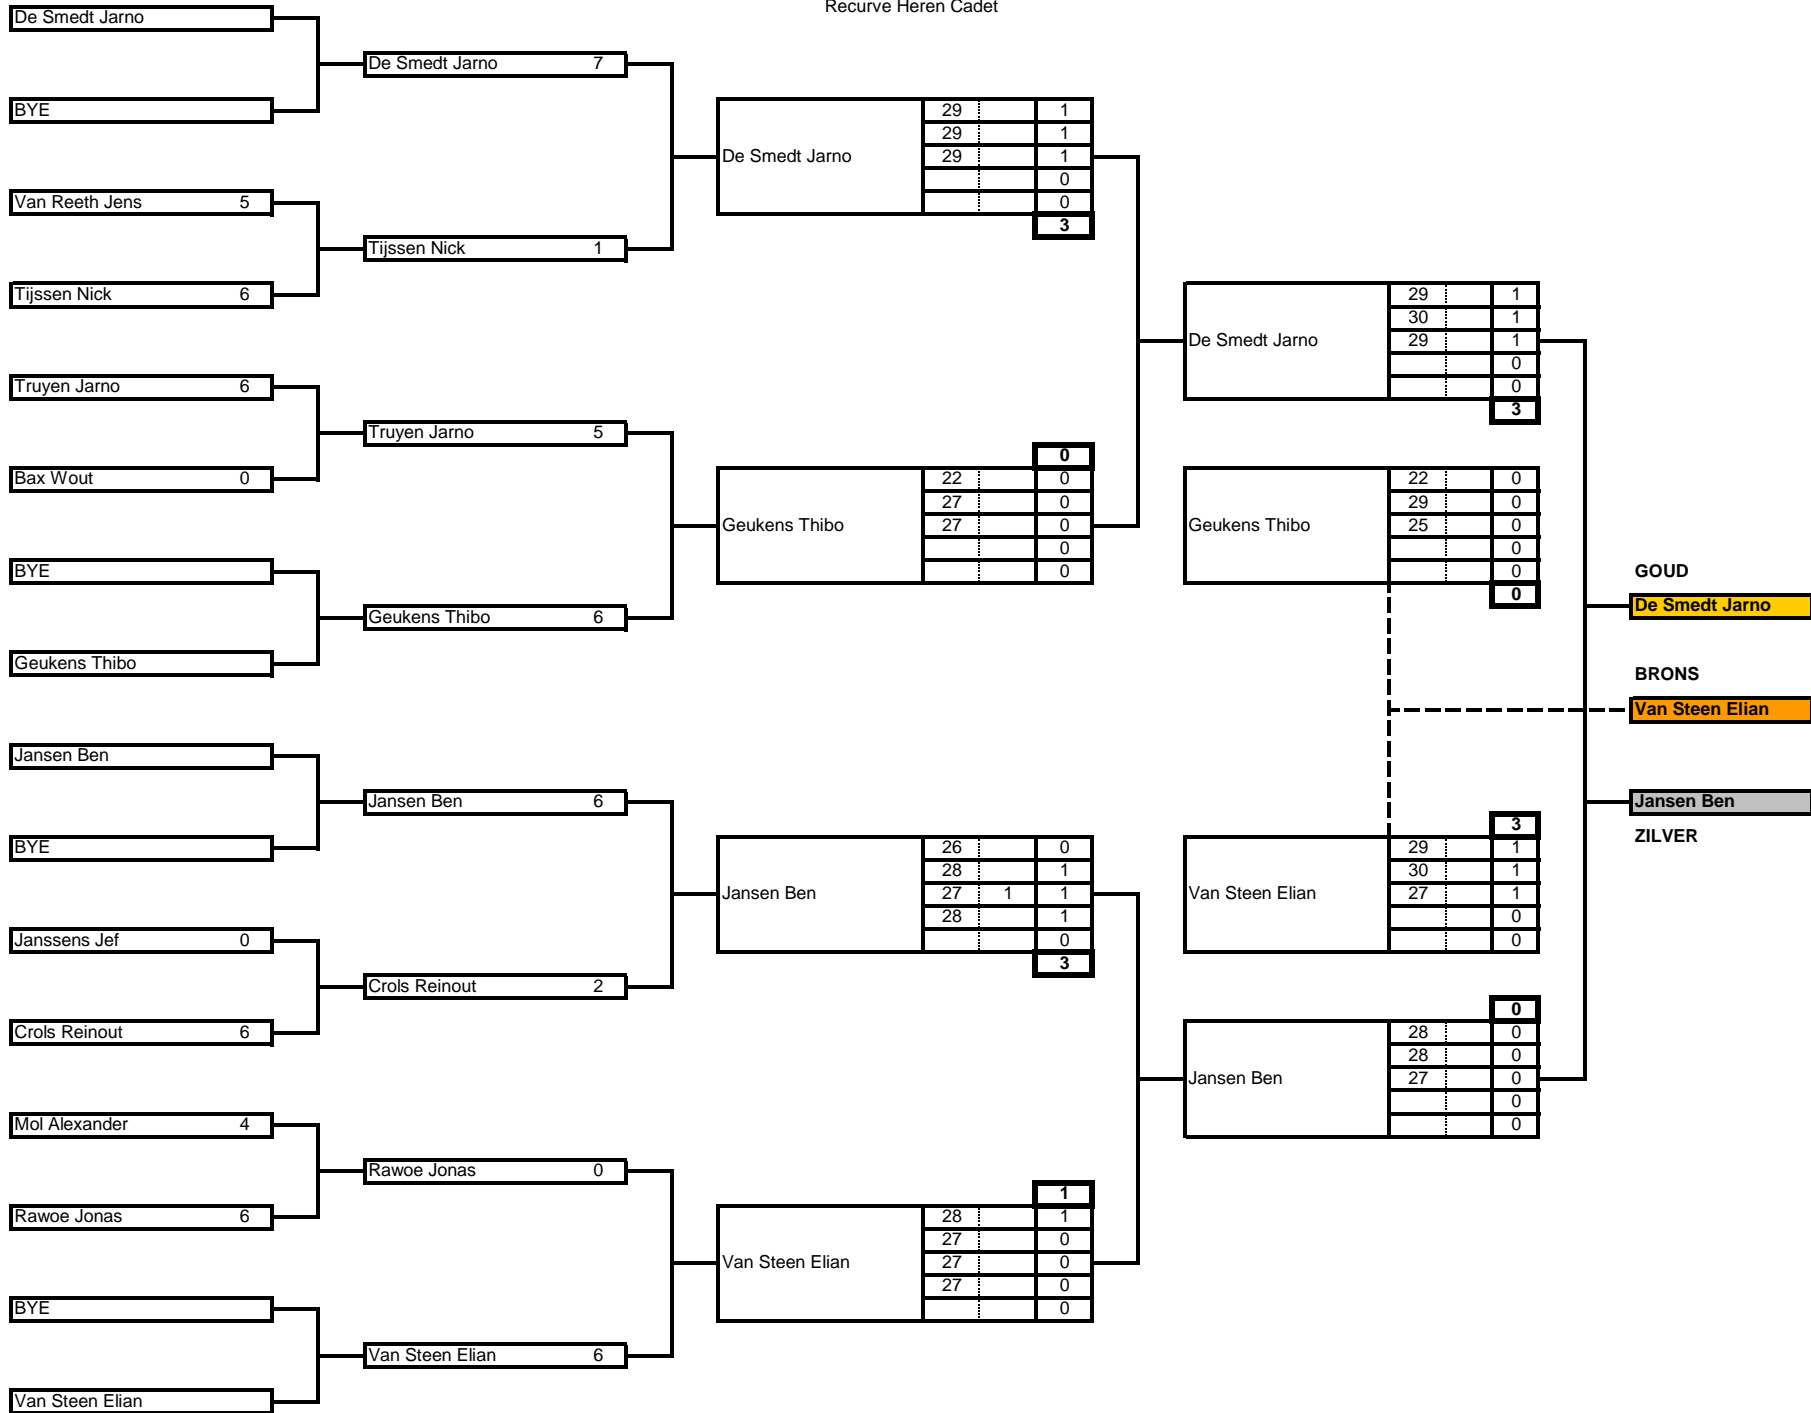 Recurve Heren Cadet
De Smedt Jarno
BYE
Van Reeth Jens 5
Tijssen Nick 6
Truyen Jarno 6
Bax Wout 0
BYE
Geukens Thibo
Jansen Ben
BYE
Janssens Jef 0
Crols Reinout 6
Mol Alexander 4
Rawoe Jonas 6
BYE
Van Steen Elian
De Smedt Jarno 7
Tijssen Nick 1
Truyen Jarno 5
Geukens Thibo 6
Jansen Ben 6
Crols Reinout 2
Rawoe Jonas 0
Van Steen Elian 6
29 1
29 1
De Smedt Jarno 29 1
0
0
3
0
22 0
27 0
Geukens Thibo 27 0
0
0
26 0
28 1
Jansen Ben 27 1 1
28 1
0
3
1
28 1
27 0
Van Steen Elian 27 0
27 0
0
29 1
30 1
De Smedt Jarno 29 1
0
0
3
22 0
29 0
Geukens Thibo 25 0
0
0
0
3
29 1
30 1
Van Steen Elian 27 1
0
0
0
28 0
28 0
Jansen Ben 27 0
0
0
GOUD
De Smedt Jarno
BRONS
Van Steen Elian
Jansen Ben
ZILVER